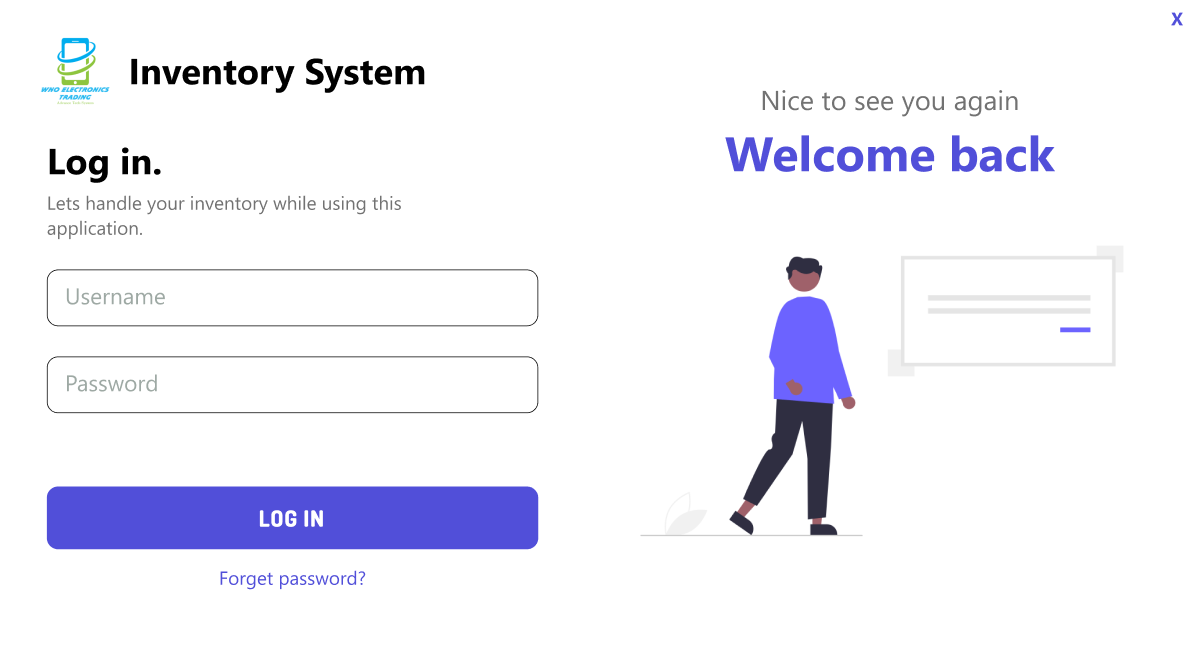 X
WNO ELECTRONICS
TRADING
Inventory System
Log in.
Lets handle your inventory while using this
application.
Username
Password
LOG IN
Forget password?
Nice to see you again
Welcome back